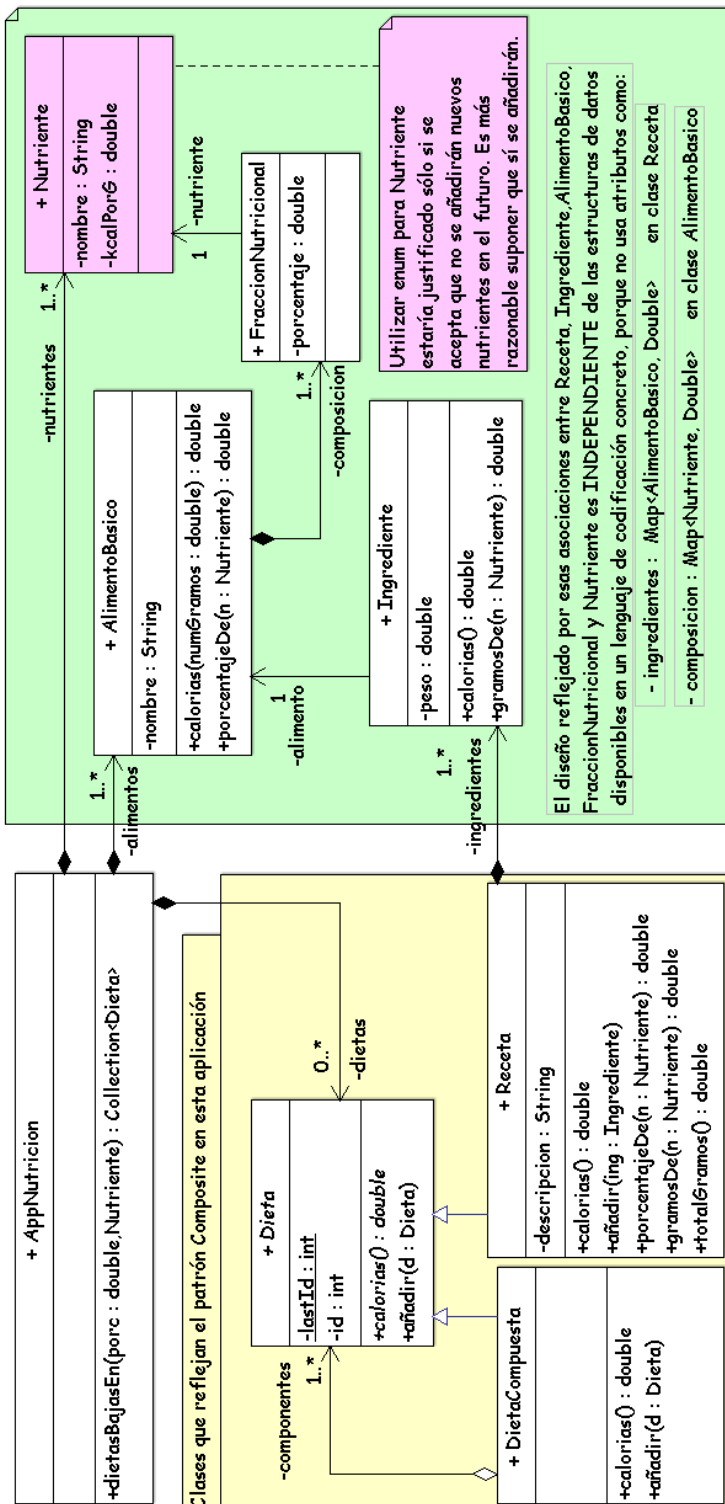 + AppNutricion
+dietasBajasEn(porc : double,Nutriente) : Collection<Dieta>
-nutrientes
1..*
+ Nutriente
-nombre : String
-kcalPorG : double
1..*
-alimentos
+ AlimentoBasico
-nombre : String
+calorias(numGramos : double) : double
+porcentajeDe(n : Nutriente) : double
-nutriente
1
+ FraccionNutricional
-porcentaje : double
1..*
-composicion
Clases que reflejan el patrón Composite en esta aplicación
0..*
-dietas
+ Dieta
-lastId : int
-id : int
+calorias() : double
+añadir(d : Dieta)
-componentes
1..*
1
-alimento
+ Ingrediente
-peso : double
+calorias() : double
+gramosDe(n : Nutriente) : double
1..*
-ingredientes
Utilizar enum para Nutriente
estaría justificado sólo si se
acepta que no se añadirán nuevos
nutrientes en el futuro. Es más
razonable suponer que sí se añadirán.
+ DietaCompuesta
+calorias() : double
+añadir(d : Dieta)
+ Receta
-descripcion : String
+calorias() : double
+añadir(ing : Ingrediente)
+porcentajeDe(n : Nutriente) : double
+gramosDe(n : Nutriente) : double
+totalGramos() : double
El diseño reflejado por esas asociaciones entre Receta, Ingrediente,AlimentoBasico,
FraccionNutricional y Nutriente es INDEPENDIENTE de las estructuras de datos
disponibles en un lenguaje de codificación concreto, porque no usa atributos como:
- ingredientes : Map<AlimentoBasico, Double> en clase Receta
- composicion : Map<Nutriente, Double> en clase AlimentoBasico